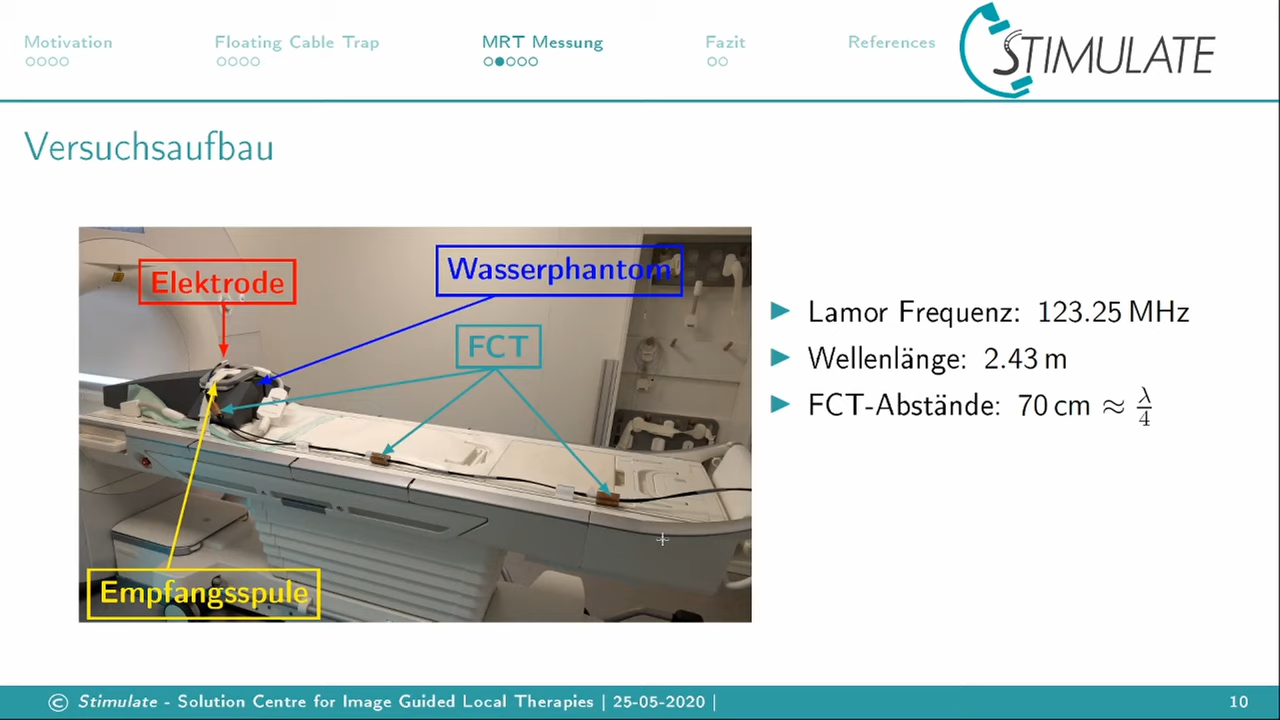 Motivation
Floating Cable Trap
MRT Messung
Fazit
References
STIMULATE
Versuchsaufbau
Elektrode
Wasserphantom
FCT
Empfangsspule
Lamor Frequenz: 123.25 MHz
Wellenlänge: 2.43 m
FCT-Abstände: 70 cm ≈ λ/4
© Stimulate - Solution Centre for Image Guided Local Therapies | 25-05-2020 |
10